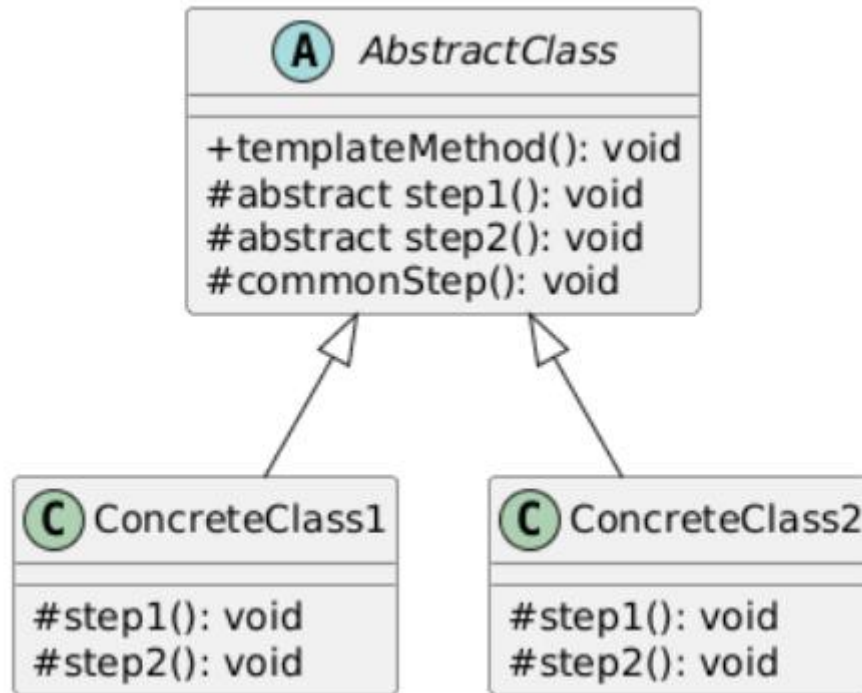 A AbstractClass
+templateMethod(): void
#abstract step1(): void
#abstract step2(): void
#commonStep(): void
C ConcreteClass1
#step1(): void
#step2(): void
C ConcreteClass2
#step1(): void
#step2(): void